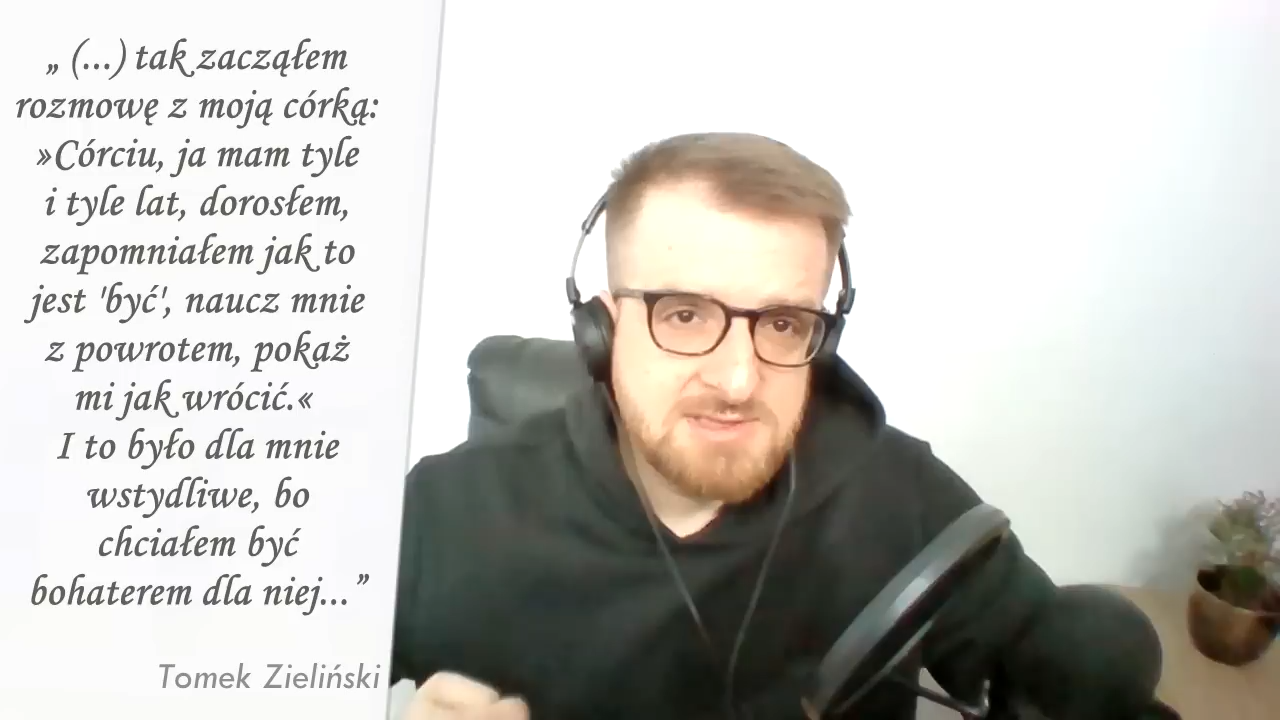 „ (...) tak zacząłem
rozmowę z moją córką:
»Córciu, ja mam tyle
i tyle lat, dorosłem,
zapomniałem jak to
jest 'być', naucz mnie
z powrotem, pokaż
mi jak wrócić.«
I to było dla mnie
wstydliwe, bo
chciałem być
bohaterem dla niej...”
Tomek Zieliński